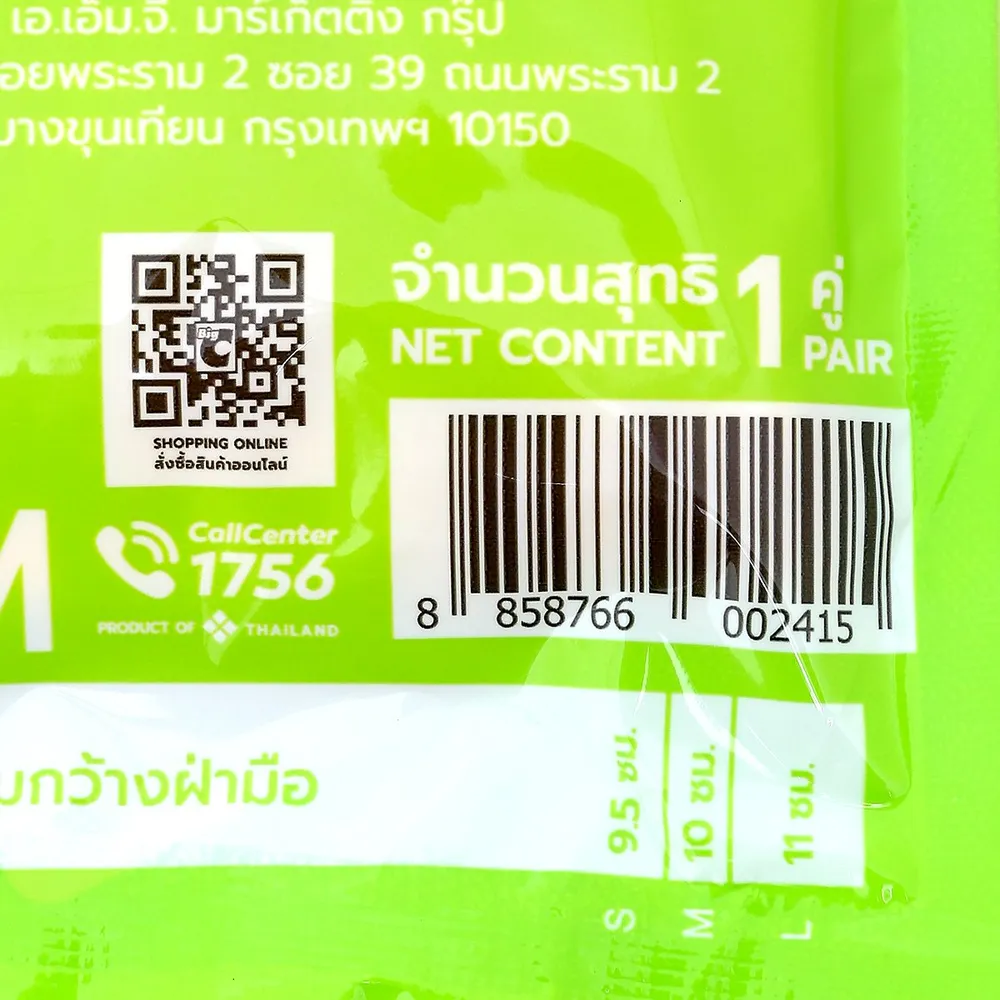 เอ.เอ็ม.จี. มาร์เก็ตติ้ง กรุ๊ป
อยพระราม 2 ซอย 39 ถนนพระราม 2
บางขุนเทียน กรุงเทพฯ 10150
Big
SHOPPING ONLINE
สั่งซื้อสินค้าออนไลน์
จำนวนสุทธิ 1 คู่
NET CONTENT PAIR
M
CallCenter
1756
PRODUCT OF THAILAND
8 858766 002415
กว้างฝ่ามือ
9.5 ซม.
10 ซม.
11 ซม.
S
M
L